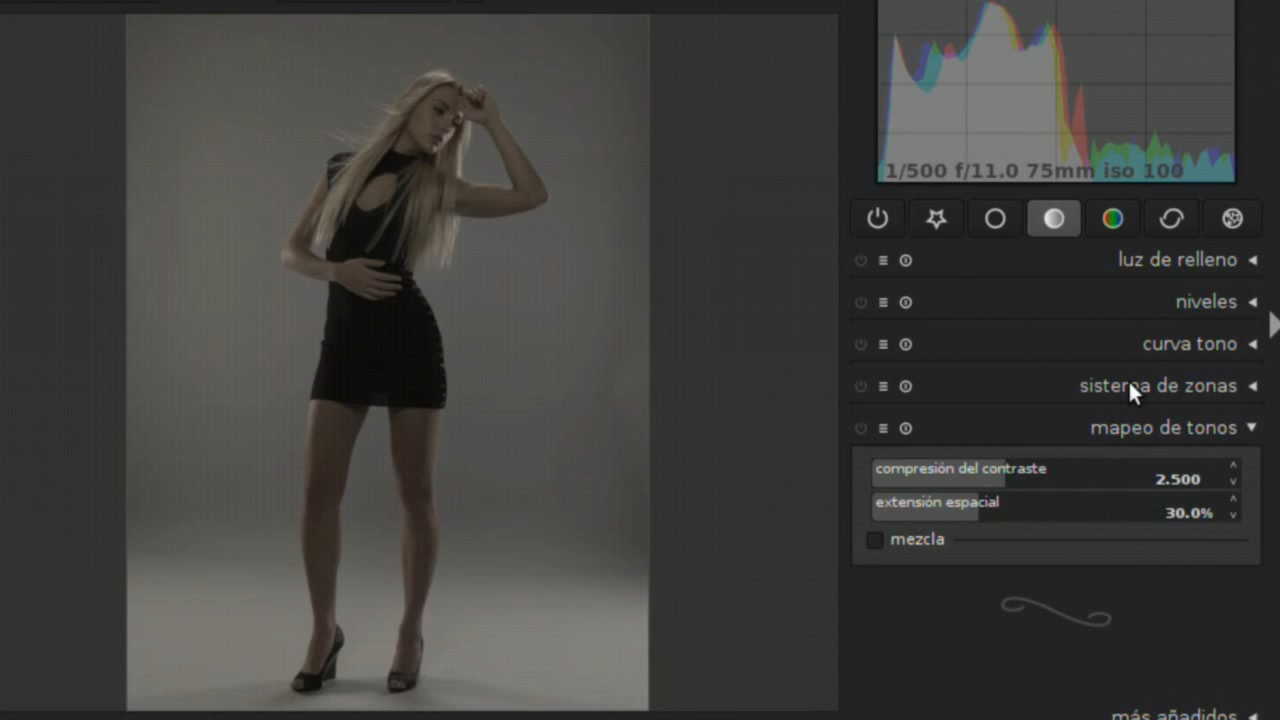 1/500 f/11.0 75mm iso 100
luz de relleno
niveles
curva tono
sistema de zonas
mapeo de tonos
compresión del contraste
2.500
extensión espacial
30.0%
mezcla
más añadidos